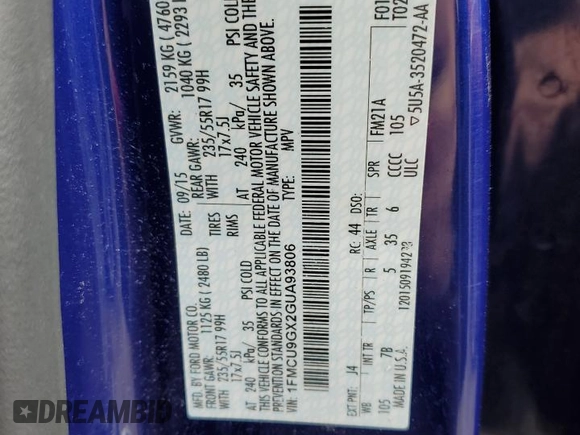 MFD. BY FORD MOTOR CO.
DATE: 09/15 GVWR: 2159 KG ( 4760
FRONT GAWR: 1125 KG ( 2480 LB)
REAR GAWR: 1040 KG ( 2293
235/55R17 99H TIRES WITH 235/55R17 99H
17x7.5J RIMS 17x7.5J
AT 240 kPa/ 35 PSI COLD AT 240 kPa/ 35 PSI COLD
THIS VEHICLE CONFORMS TO ALL APPLICABLE FEDERAL MOTOR VEHICLE SAFETY AND THEFT
PREVENTION STANDARDS IN EFFECT ON THE DATE OF MANUFACTURE SHOWN ABOVE.
VIN: 1FMCU9GX2GUA93806
TYPE: MPV
EXT PNT: J4 RC: 44 DSO: F01
WB INT TR TP/PS R AXLE TR SPR FM21A T02
105 7B 5 35 6 CCCC 105
MADE IN U.S.A. ULC
1201509194238
5U5A-3520472-AA
DREAMBID